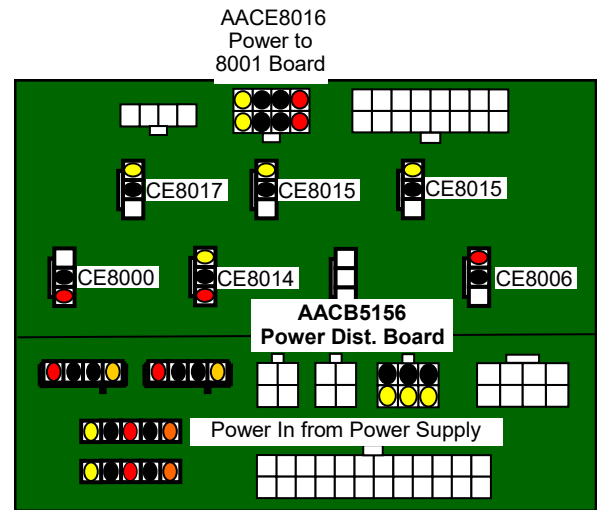 AACE8016
Power to
8001 Board
CE8017
CE8015
CE8015
CE8000
CE8014
CE8006
AACB5156
Power Dist. Board
Power In from Power Supply